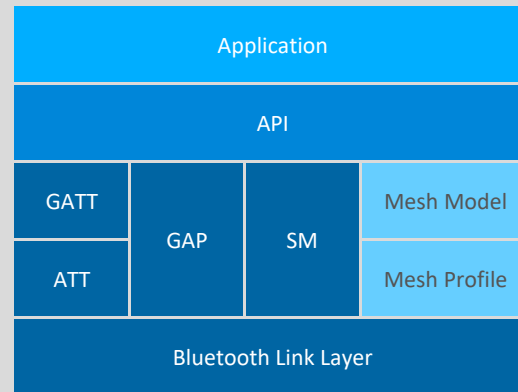 Application
API
GATT
GAP
SM
Mesh Model
ATT
Mesh Profile
Bluetooth Link Layer